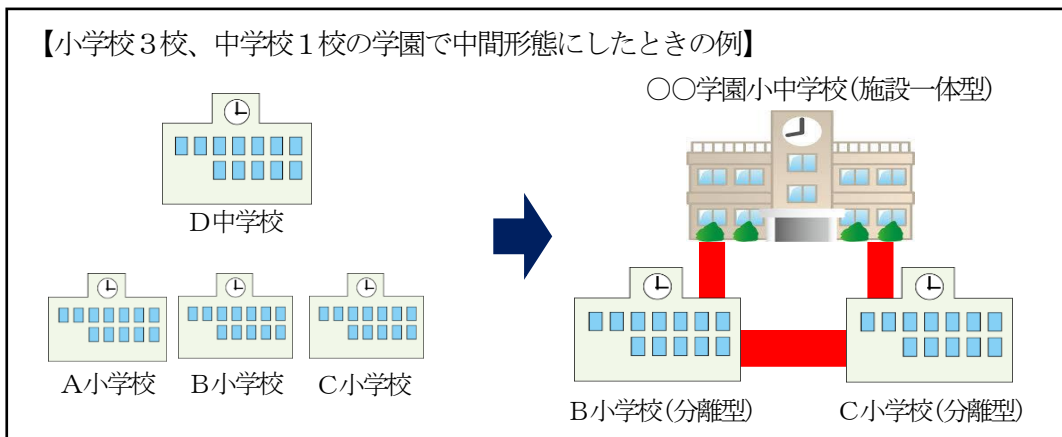 【小学校３校、中学校１校の学園で中間形態にしたときの例】
○○学園小中学校(施設一体型)
D中学校
A小学校
B小学校
C小学校
B小学校(分離型)
C小学校(分離型)